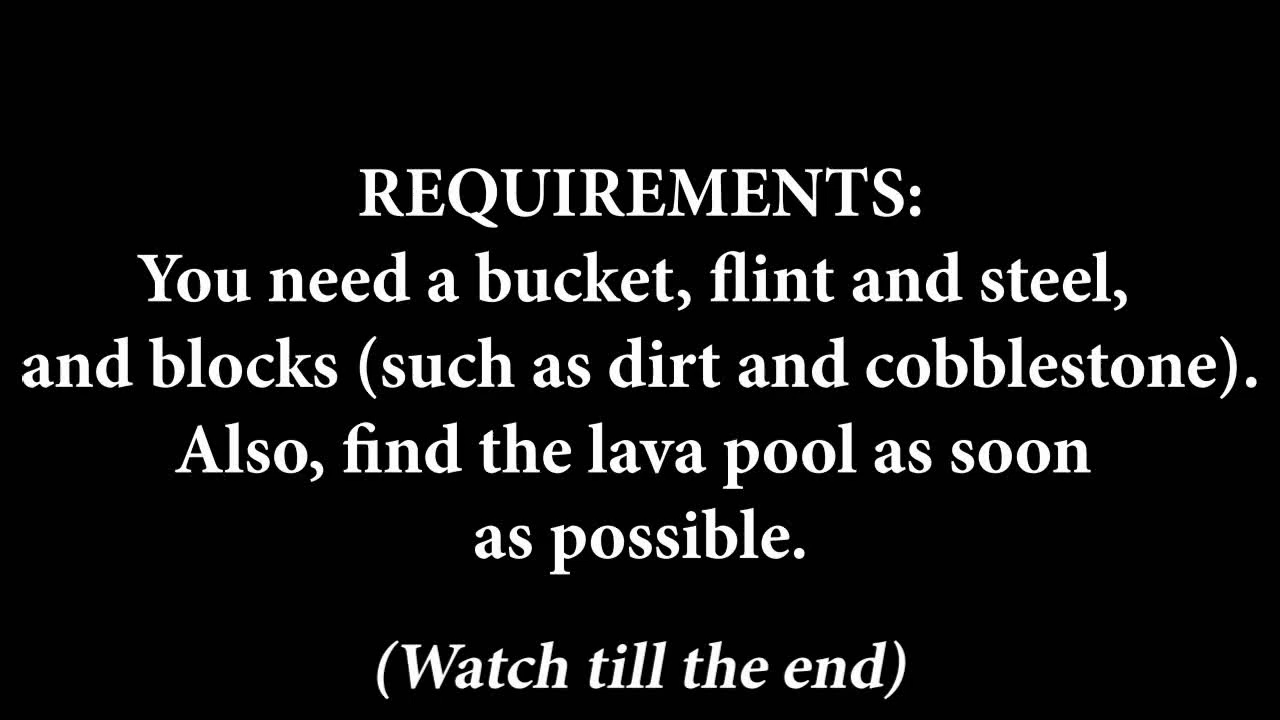 REQUIREMENTS:
You need a bucket, flint and steel,
and blocks (such as dirt and cobblestone).
Also, find the lava pool as soon
as possible.
(Watch till the end)